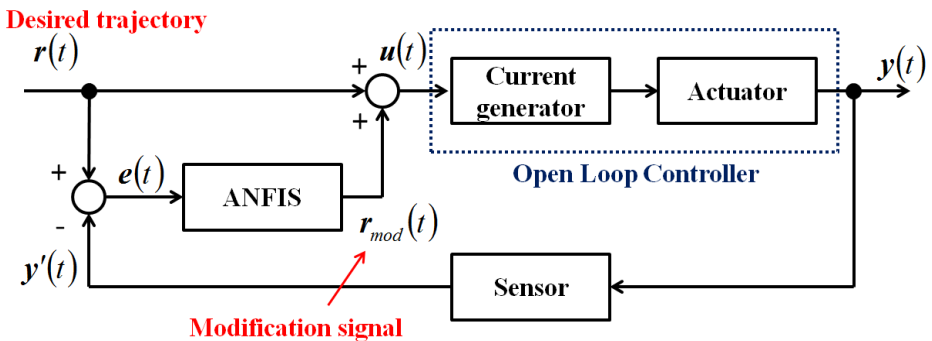 Desired trajectory
r(t)
+
u(t)
+
Current
generator
Actuator
y(t)
Open Loop Controller
+
e(t)
ANFIS
-
r_mod(t)
y′(t)
Sensor
Modification signal